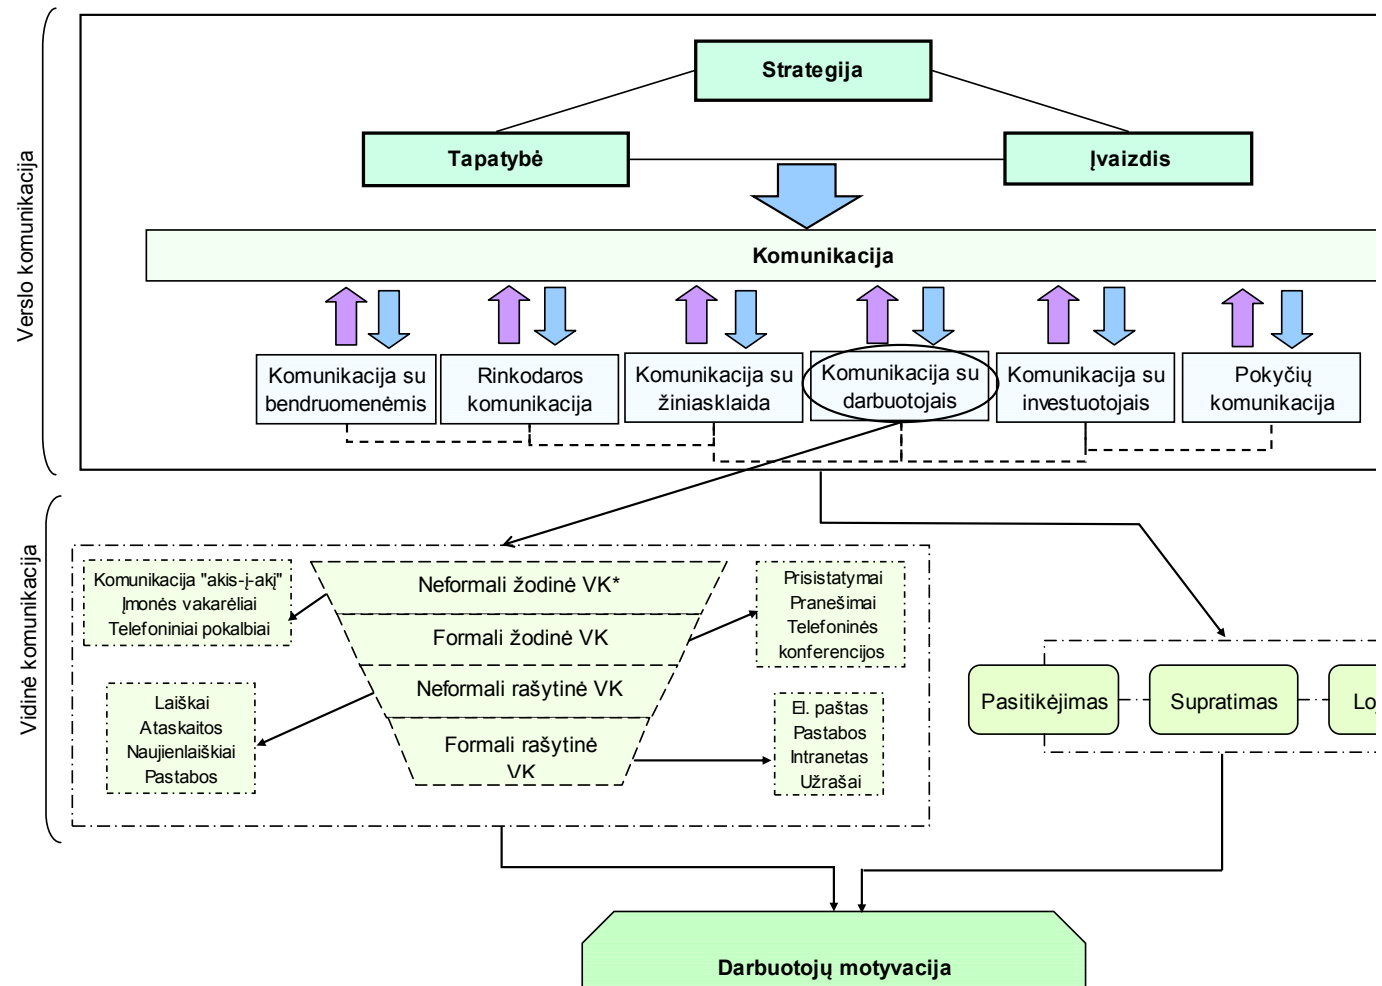 Verslo komunikacija
Strategija
Tapatybė
Įvaizdis
Komunikacija
Komunikacija su
bendruomenėmis
Rinkodaros
komunikacija
Komunikacija su
žiniasklaida
Komunikacija su
darbuotojais
Komunikacija su
investuotojais
Pokyčių
komunikacija
Vidinė komunikacija
Komunikacija "akis-į-akį"
Įmonės vakarėliai
Telefoniniai pokalbiai
Neformali žodinė VK*
Formali žodinė VK
Neformali rašytinė VK
Formali rašytinė
VK
Prisistatymai
Pranešimai
Telefoninės
konferencijos
Laiškai
Ataskaitos
Naujienlaiškiai
Pastabos
El. paštas
Pastabos
Intranetas
Užrašai
Pasitikėjimas
Supratimas
Darbuotojų motyvacija